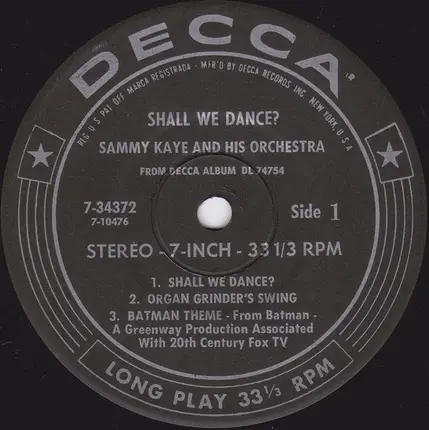 DECCA
REG. U S PAT OFF MARCA REGISTRADA - MF'R'D BY DECCA RECORDS INC. NEW YORK, U.S.A.
SHALL WE DANCE?
SAMMY KAYE AND HIS ORCHESTRA
FROM DECCA ALBUM DL 74754
7-34372
7-10476
Side 1
STEREO - 7-INCH - 33 1/3 RPM
1. SHALL WE DANCE?
2. ORGAN GRINDER'S SWING
3. BATMAN THEME - From Batman -
A Greenway Production Associated
With 20th Century Fox TV
LONG PLAY 33⅓ RPM